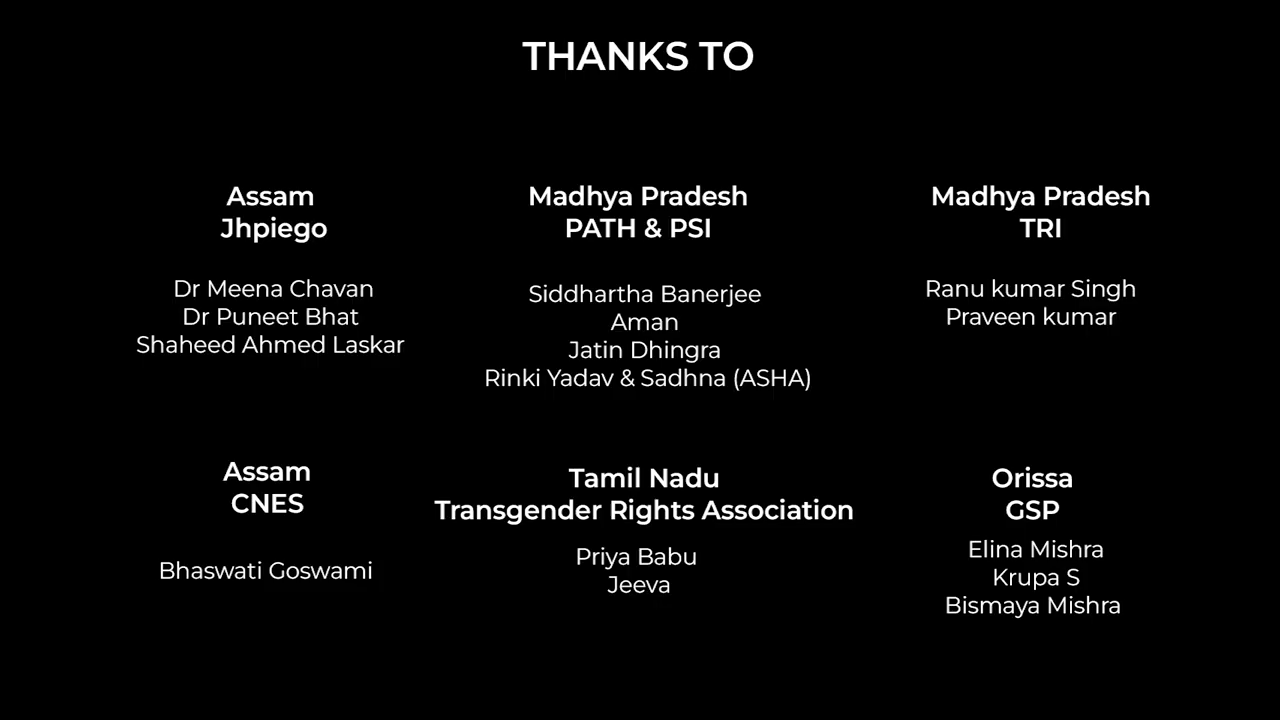 THANKS TO
Assam
Jhpiego
Dr Meena Chavan
Dr Puneet Bhat
Shaheed Ahmed Laskar
Madhya Pradesh
PATH & PSI
Siddhartha Banerjee
Aman
Jatin Dhingra
Rinki Yadav & Sadhna (ASHA)
Madhya Pradesh
TRI
Ranu kumar Singh
Praveen kumar
Assam
CNES
Bhaswati Goswami
Tamil Nadu
Transgender Rights Association
Priya Babu
Jeeva
Orissa
GSP
Elina Mishra
Krupa S
Bismaya Mishra